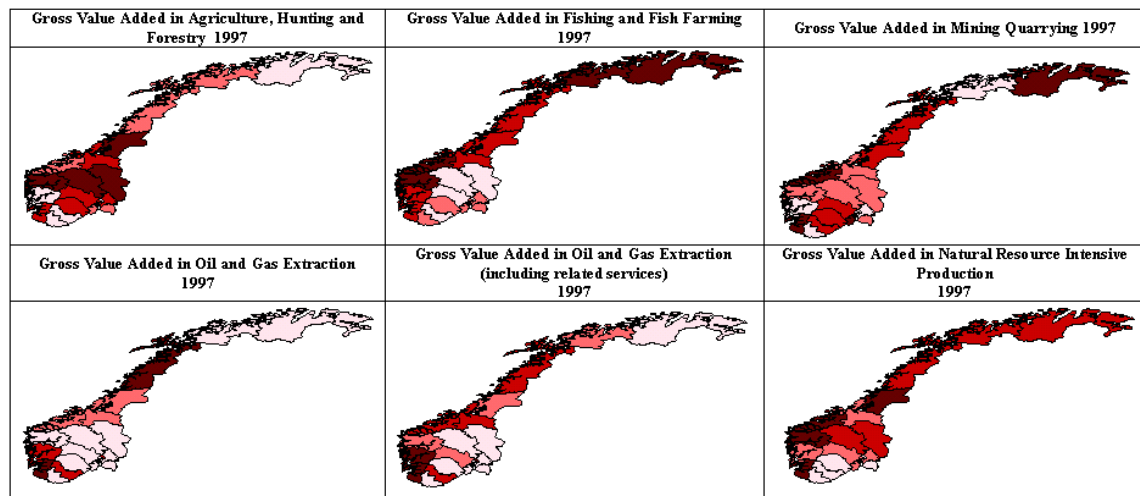 Gross Value Added in Agriculture, Hunting and
Forestry 1997
Gross Value Added in Fishing and Fish Farming
1997
Gross Value Added in Mining Quarrying 1997
Gross Value Added in Oil and Gas Extraction
1997
Gross Value Added in Oil and Gas Extraction
(including related services)
1997
Gross Value Added in Natural Resource Intensive
Production
1997